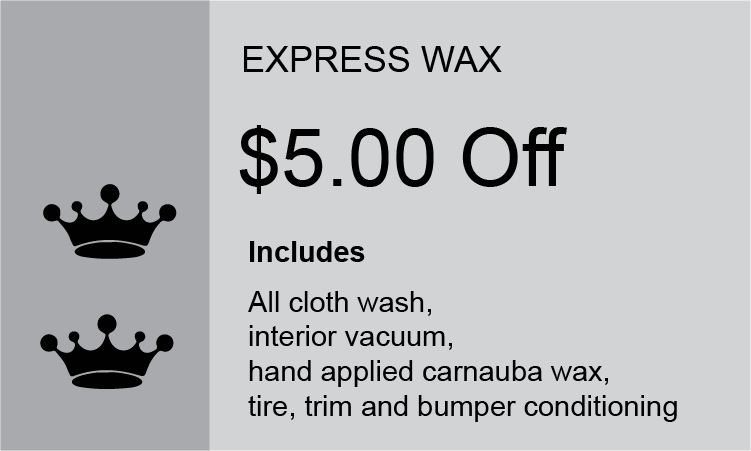 EXPRESS WAX
$5.00 Off
Includes
All cloth wash,
interior vacuum,
hand applied carnauba wax,
tire, trim and bumper conditioning